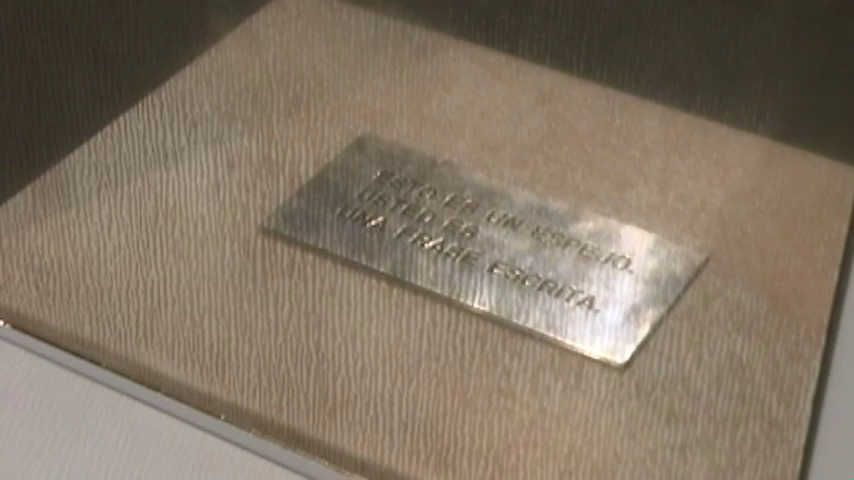 ESTO ES UN ESPEJO.
USTED ES
UNA FRASE ESCRITA.